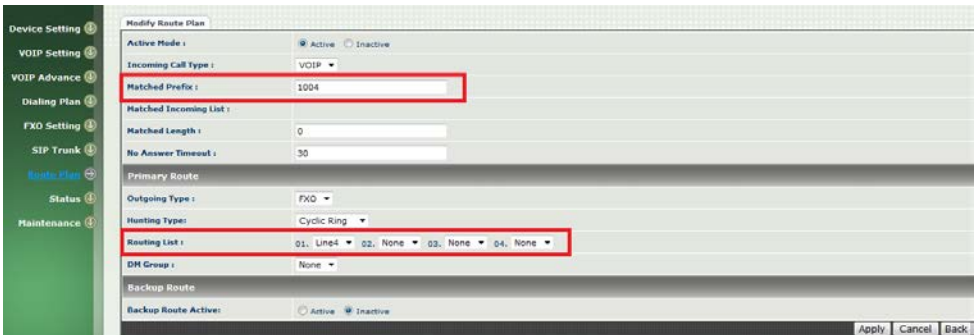 Device Setting
VOIP Setting
VOIP Advance
Dialing Plan
FXO Setting
SIP Trunk
Route Plan
Status
Maintenance
Modify Route Plan
Active Mode : Active Inactive
Incoming Call Type : VOIP
Matched Prefix : 1004
Matched Incoming List :
Matched Length : 0
No Answer Timeout : 30
Primary Route
Outgoing Type : FXO
Hunting Type: Cyclic Ring
Routing List : 01. Line4 02. None 03. None 04. None
DM Group : None
Backup Route
Backup Route Active: Active Inactive
Apply Cancel Back